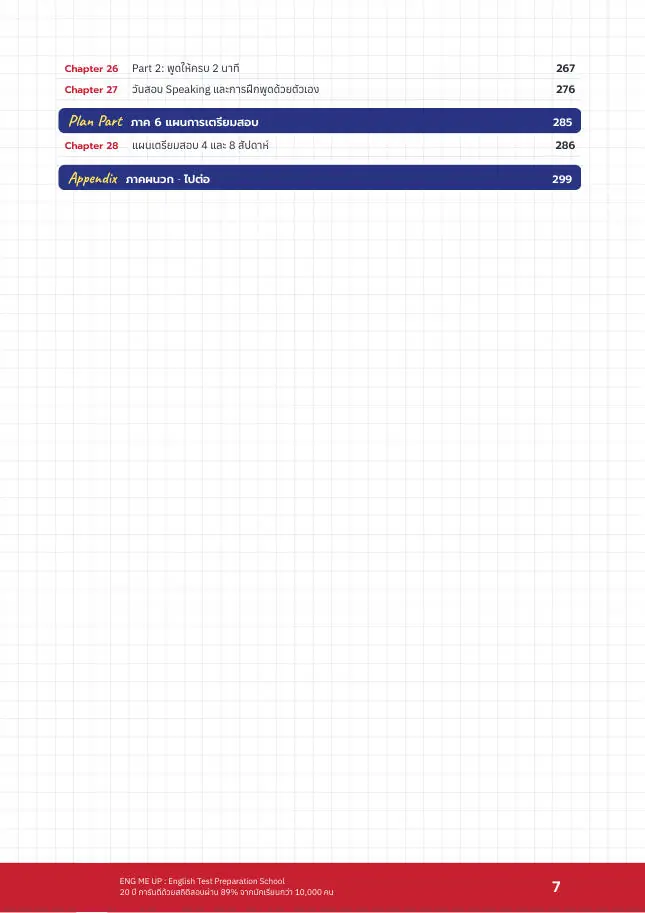 Chapter 26 Part 2: พูดให้ครบ 2 นาที 267
Chapter 27 วันสอบ Speaking และการฝึกพูดด้วยตัวเอง 276
Plan Part ภาค 6 แผนการเตรียมสอบ 285
Chapter 28 แผนเตรียมสอบ 4 และ 8 สัปดาห์ 286
Appendix ภาคผนวก · ไปต่อ 299
ENG ME UP : English Test Preparation School
20 ปี การันตีด้วยสถิติสอบผ่าน 89% จากนักเรียนกว่า 10,000 คน
7